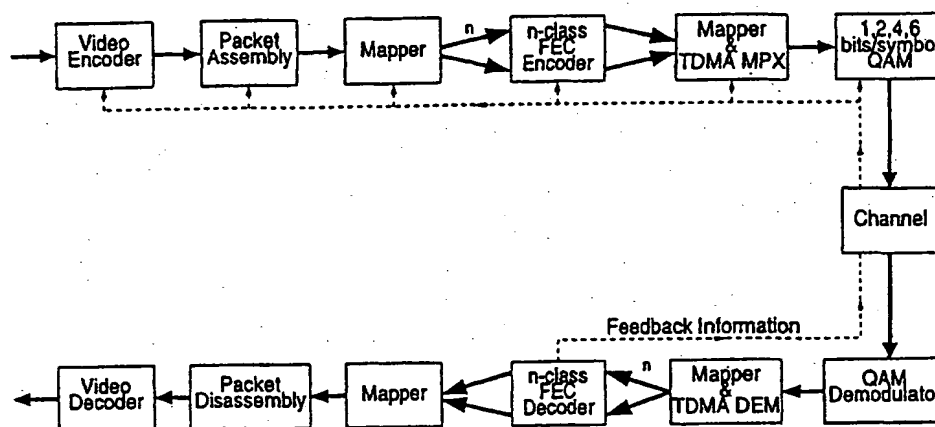 Video
Encoder
Packet
Assembly
Mapper
n
n-class
FEC
Encoder
Mapper
&
TDMA MPX
1,2,4,6
bits/symbo
QAM
Channel
Feedback Information
Video
Decoder
Packet
Disassembly
Mapper
n-class
FEC
Decoder
n
Mapper
&
TDMA DEM
QAM
Demodulato